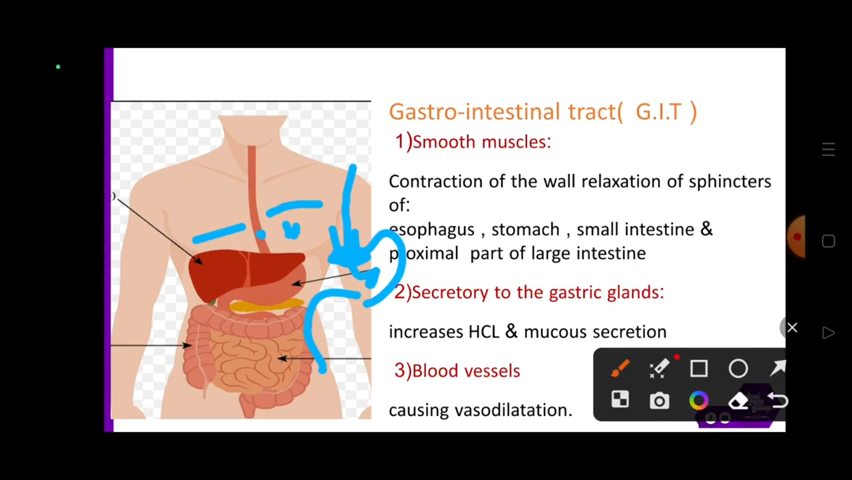 Gastro-intestinal tract( G.I.T )
1)Smooth muscles:
Contraction of the wall relaxation of sphincters
of:
esophagus , stomach , small intestine &
proximal part of large intestine
2)Secretory to the gastric glands:
increases HCL & mucous secretion
3)Blood vessels
causing vasodilatation.